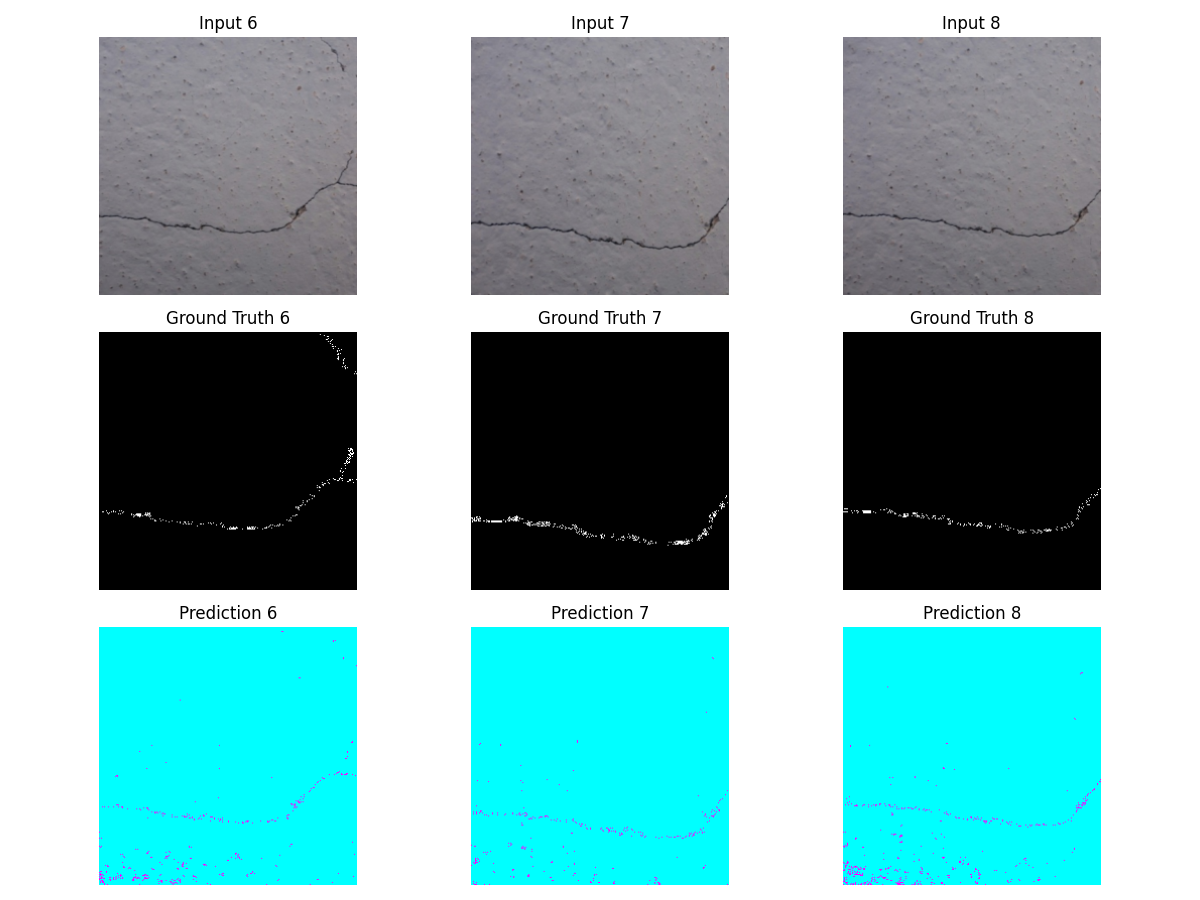 Input 6
Input 7
Input 8
Ground Truth 6
Ground Truth 7
Ground Truth 8
Prediction 6
Prediction 7
Prediction 8